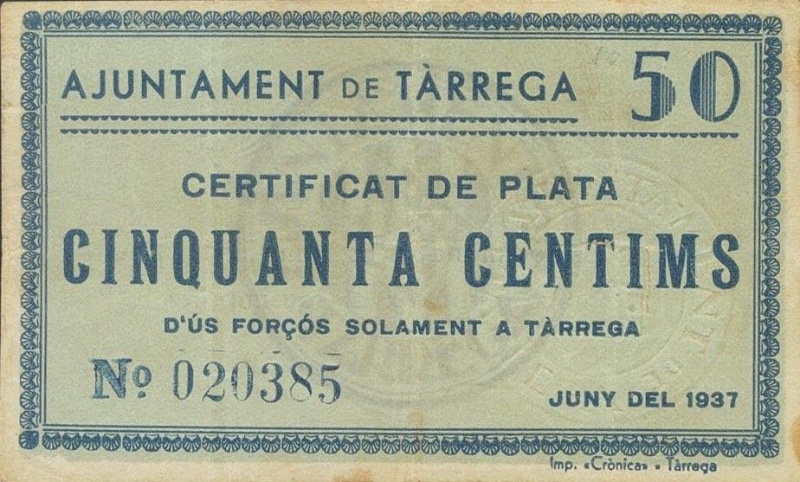 AJUNTAMENT DE TÀRREGA 50
CERTIFICAT DE PLATA
CINQUANTA CENTIMS
D'ÚS FORÇÓS SOLAMENT A TÀRREGA
Nº 020385
JUNY DEL 1937
Imp. «Crònica» - Tàrrega